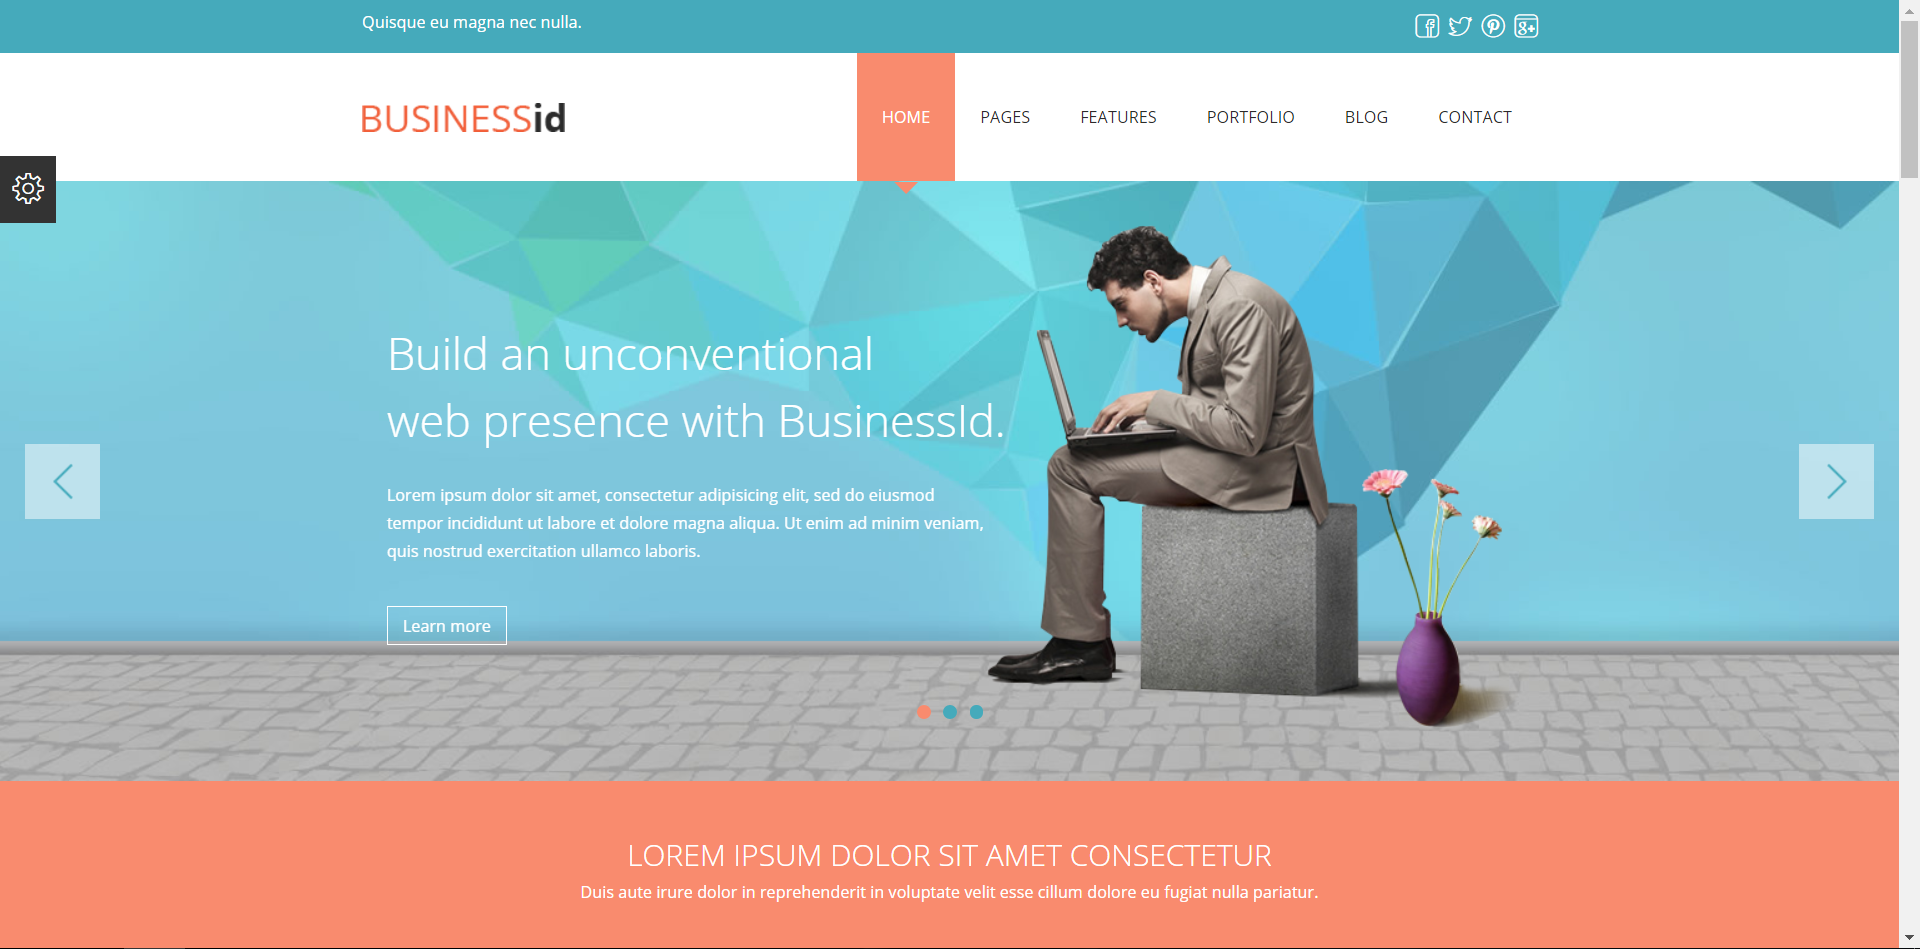 Quisque eu magna nec nulla.
BUSINESSid
HOME PAGES FEATURES PORTFOLIO BLOG CONTACT
Build an unconventional
web presence with BusinessId.
Lorem ipsum dolor sit amet, consectetur adipisicing elit, sed do eiusmod
tempor incididunt ut labore et dolore magna aliqua. Ut enim ad minim veniam,
quis nostrud exercitation ullamco laboris.
Learn more
LOREM IPSUM DOLOR SIT AMET CONSECTETUR
Duis aute irure dolor in reprehenderit in voluptate velit esse cillum dolore eu fugiat nulla pariatur.